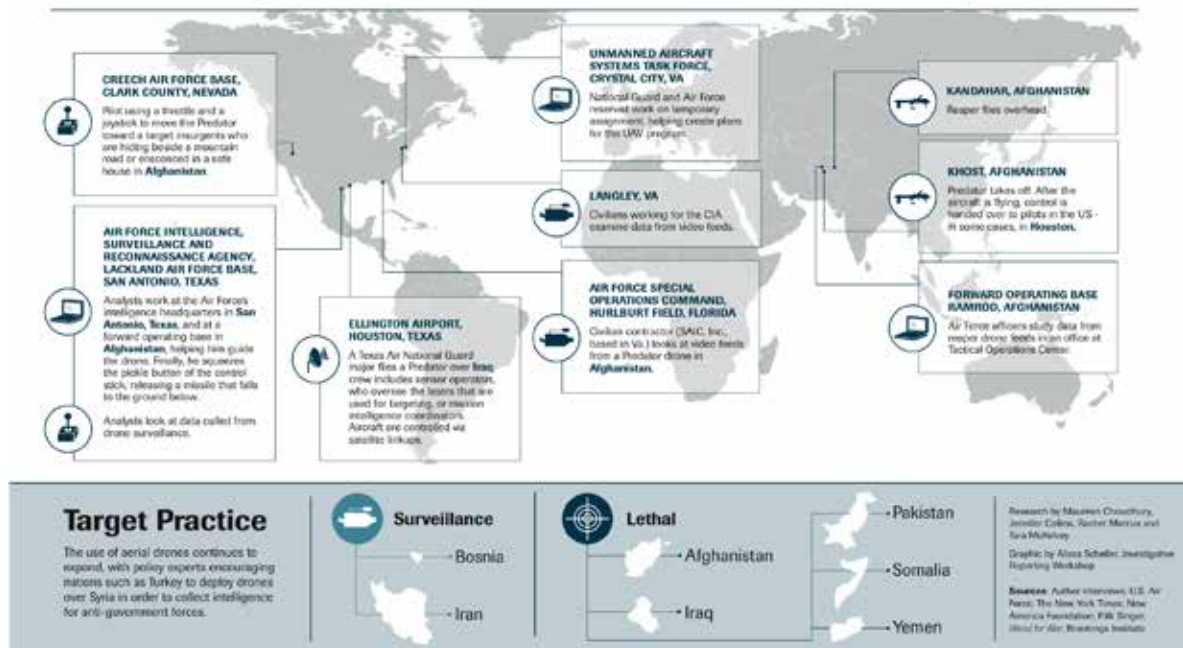 CREECH AIR FORCE BASE,
CLARK COUNTY, NEVADA
Pilot using a throttle and a
joystick to move the Predator
toward a target insurgents who
are hiding beside a mountain
road or ensconced in a safe
house in Afghanistan
AIR FORCE INTELLIGENCE,
SURVEILLANCE AND
RECONNAISSANCE AGENCY,
LACKLAND AIR FORCE BASE,
SAN ANTONIO, TEXAS
Analysts work at the Air Force's
intelligence headquarters in San
Antonio, Texas, and at a
forward operating base in
Afghanistan, helping him guide
the drone. Finally, he squeezes
the pickle button of the control
stick, releasing a missile that falls
to the ground below.
Analysts look at data culled from
drone surveillance.
ELLINGTON AIRPORT,
HOUSTON, TEXAS
A Texas Air National Guard
major flies a Predator over Iraq
crew includes sensor operators,
who oversee the lasers that are
used for targeting, or mission
intelligence coordinators.
Aircraft are controlled via
satellite linkups.
UNMANNED AIRCRAFT
SYSTEMS TASK FORCE,
CRYSTAL CITY, VA
National Guard and Air Force
reservist work on temporary
assignment, helping create plans
for the UAV program.
LANGLEY, VA
Civilians working for the CIA
examine data from video feeds.
AIR FORCE SPECIAL
OPERATIONS COMMAND,
HURLBURT FIELD, FLORIDA
Civilian contractor (SAIC, Inc.,
based in Va.) looks at video feeds
from a Predator drone in
Afghanistan.
KANDAHAR, AFGHANISTAN
Reaper flies overhead.
KHOST, AFGHANISTAN
Predator takes off. After the
aircraft is flying, control is
handed over to pilots in the US -
in some cases, in Houston.
FORWARD OPERATING BASE
RAMROD, AFGHANISTAN
Air Force officers study data from
reaper drone feeds in an office at
Tactical Operations Center.
Target Practice
The use of aerial drones continues to
expand, with policy experts encouraging
nations such as Turkey to deploy drones
over Syria in order to collect intelligence
for anti-government forces.
Surveillance
Bosnia
Iran
Lethal
Afghanistan
Iraq
Pakistan
Somalia
Yemen
Research by Maureen Choudhury,
Jennifer Collins, Rachel Marcus and
Tara McKelvey
Graphic by Alissa Scheller, Investigative
Reporting Workshop
Sources: Author interviews, U.S. Air
Force, The New York Times, New
America Foundation, P.W. Singer,
Wired for War, Brookings Institute